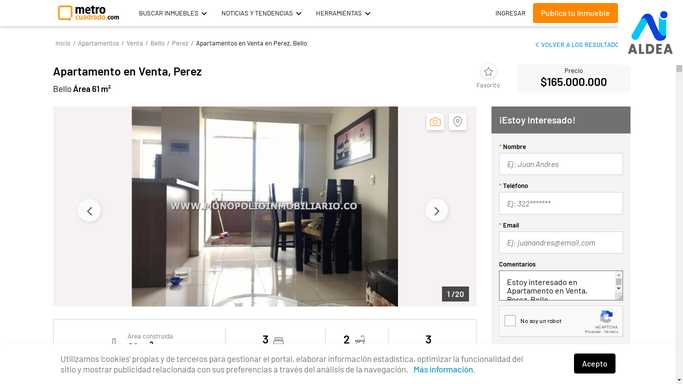 metro
cuadrado.com
BUSCAR INMUEBLES
NOTICIAS Y TENDENCIAS
HERRAMIENTAS
INGRESAR
Publica tu inmueble
ALDEA
Inicio / Apartamentos / Venta / Bello / Perez / Apartamentos en Venta en Perez, Bello
< VOLVER A LOS RESULTADO
Apartamento en Venta, Perez
Bello Área 61 m²
Favorito
Precio
$165.000.000
WWW.MONOPOLIOINMOBILIARIO.CO
1 / 20
¡Estoy Interesado!
* Nombre
Ej: Juan Andres
* Teléfono
Ej: 322*******
* Email
Ej: juanandres@email.com
Comentarios
Estoy interesado en
Apartamento en Venta,
Perez, Bello
No soy un robot
reCAPTCHA
Privacidad - Términos
Área construida
3
2
3
Utilizamos 'cookies' propias y de terceros para gestionar el portal, elaborar información estadística, optimizar la funcionalidad del
sitio y mostrar publicidad relacionada con sus preferencias a través del análisis de la navegación. Más información.
Acepto